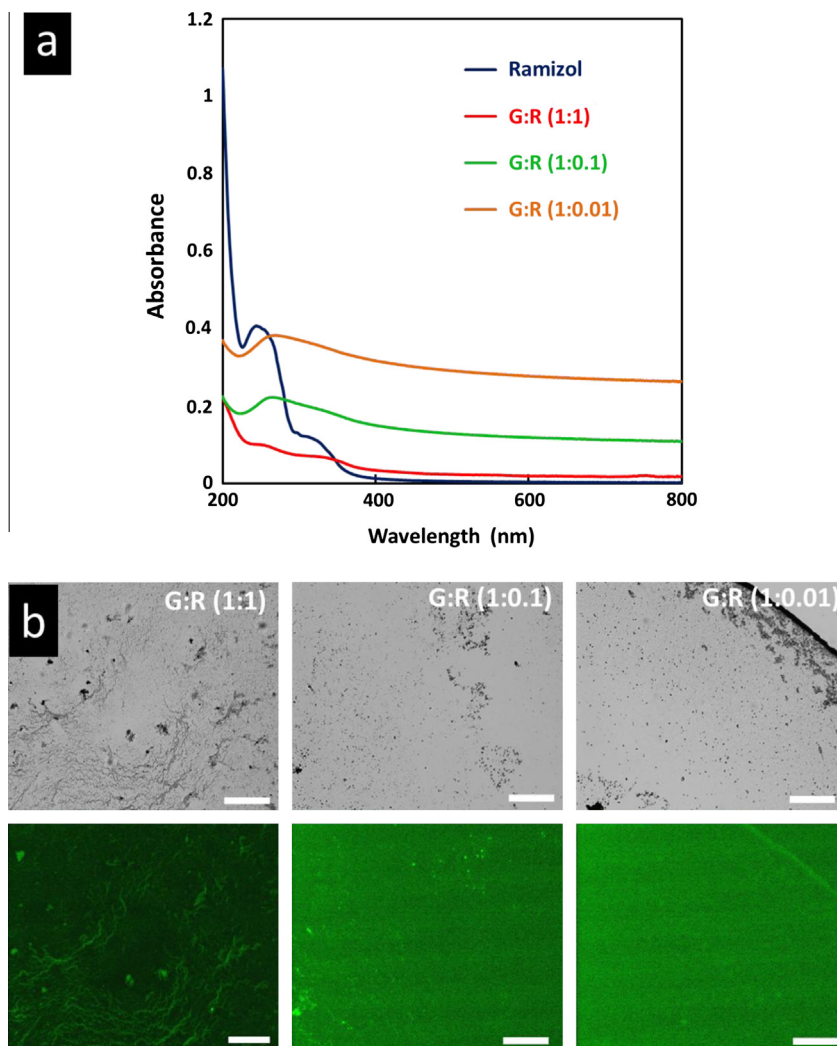 a
1.2
1
0.8
0.6
0.4
0.2
0
Absorbance
Ramizol
G:R (1:1)
G:R (1:0.1)
G:R (1:0.01)
200
400
600
800
Wavelength (nm)
b
G:R (1:1)
G:R (1:0.1)
G:R (1:0.01)